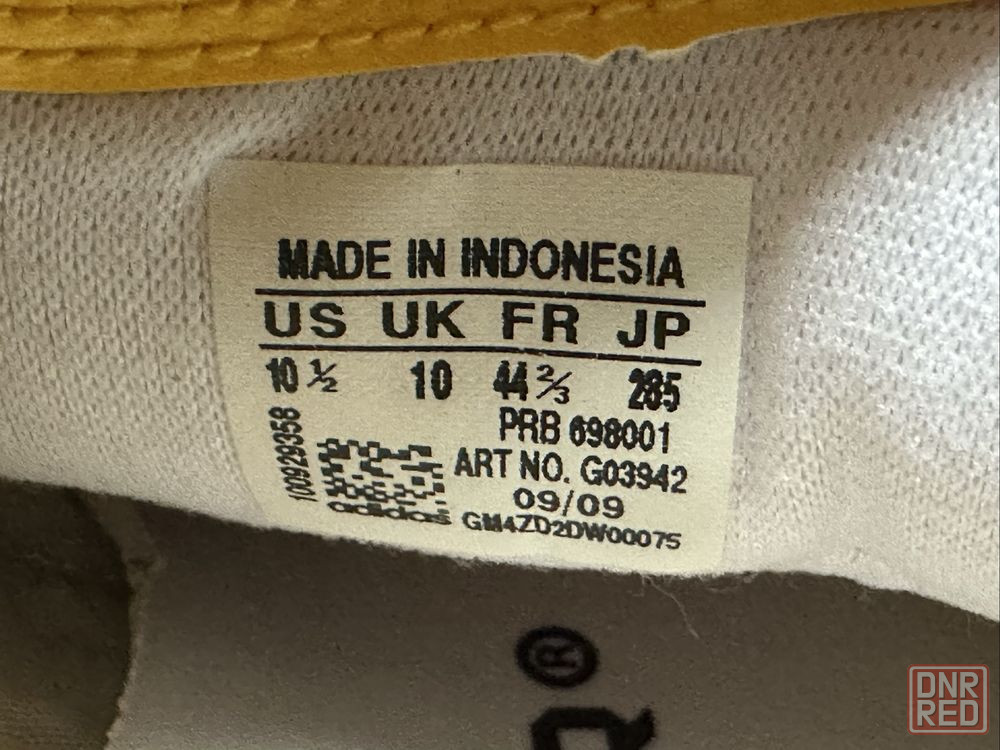 MADE IN INDONESIA
US UK FR JP
10 ½ 10 44 ⅔ 285
PRB 698001
100929358
ART NO. G03942
09/09
adidas GM4ZD2DW00075
®
DNR
RED